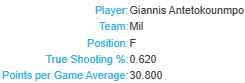 Player: Giannis Antetokounmpo
Team: Mil
Position: F
True Shooting %: 0.620
Points per Game Average: 30.800